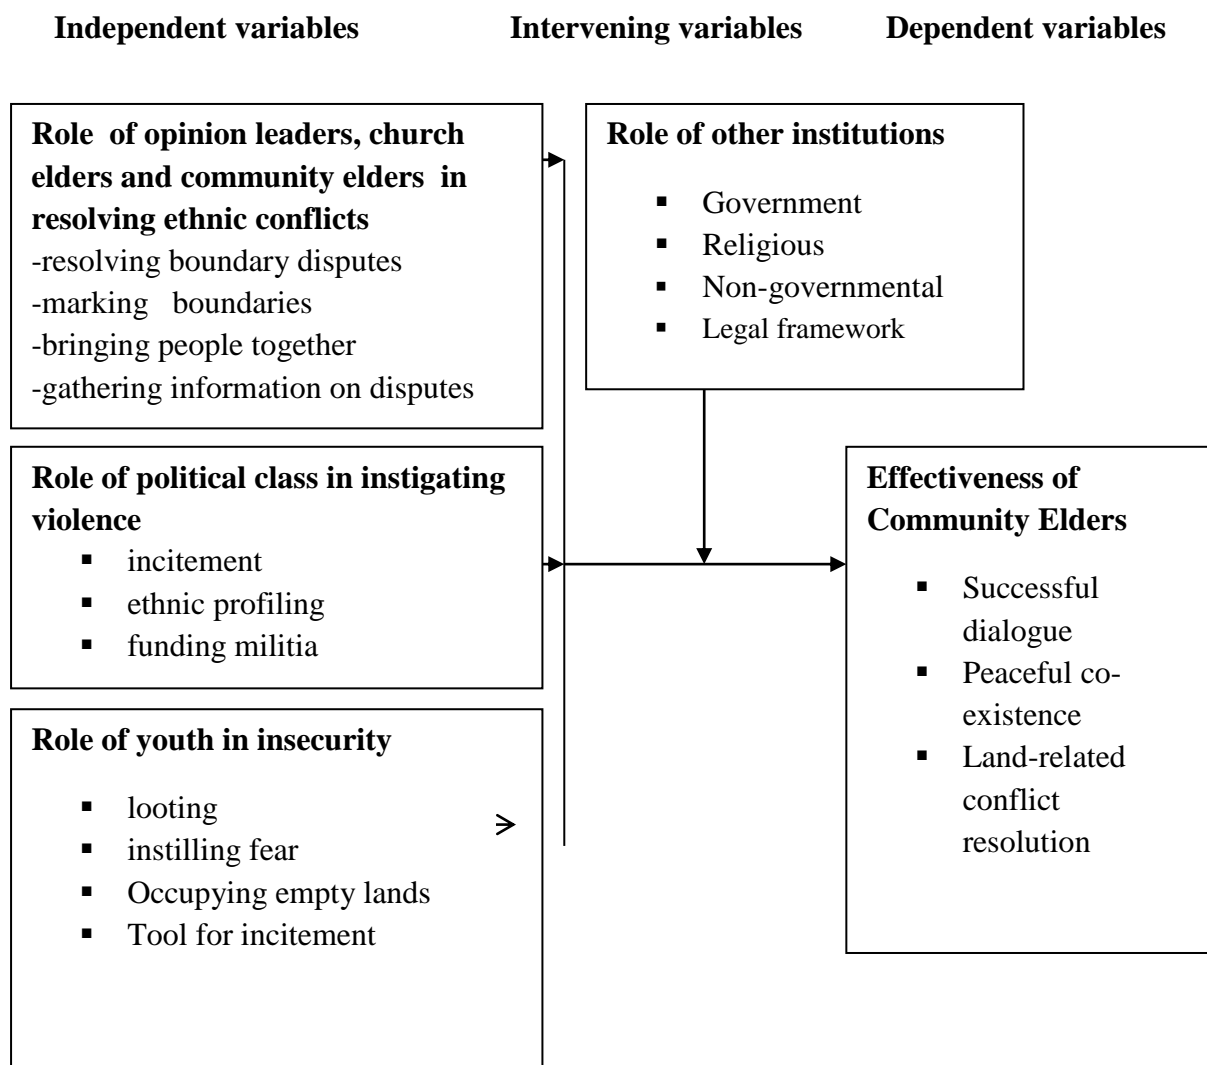 Independent variables Intervening variables Dependent variables
Role of opinion leaders, church
elders and community elders in
resolving ethnic conflicts
-resolving boundary disputes
-marking boundaries
-bringing people together
-gathering information on disputes
Role of other institutions
▪ Government
▪ Religious
▪ Non-governmental
▪ Legal framework
Role of political class in instigating
violence
▪ incitement
▪ ethnic profiling
▪ funding militia
Effectiveness of
Community Elders
▪ Successful
dialogue
▪ Peaceful co-
existence
▪ Land-related
conflict
resolution
Role of youth in insecurity
▪ looting
▪ instilling fear
▪ Occupying empty lands
▪ Tool for incitement